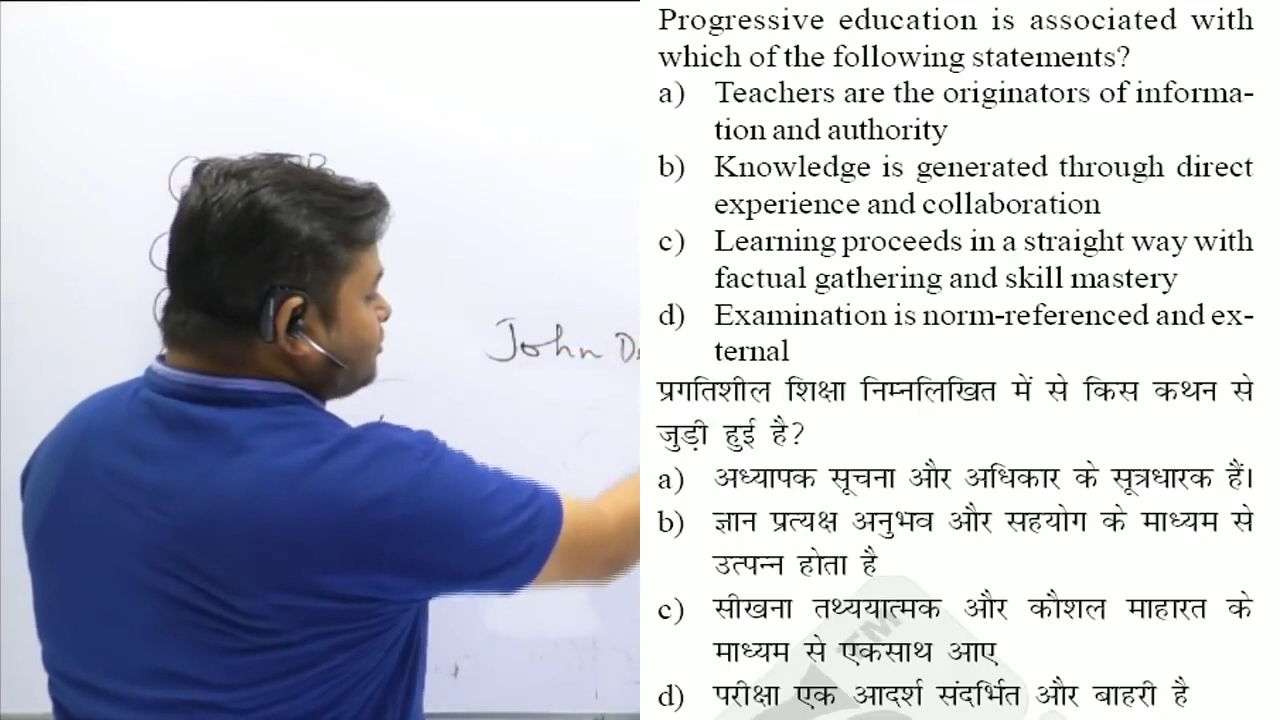 John
Progressive education is associated with
which of the following statements?
a) Teachers are the originators of informa-
tion and authority
b) Knowledge is generated through direct
experience and collaboration
c) Learning proceeds in a straight way with
factual gathering and skill mastery
d) Examination is norm-referenced and ex-
ternal
प्रगतिशील शिक्षा निम्नलिखित में से किस कथन से
जुड़ी हुई है?
a) अध्यापक सूचना और अधिकार के सूत्रधारक हैं।
b) ज्ञान प्रत्यक्ष अनुभव और सहयोग के माध्यम से
उत्पन्न होता है
c) सीखना तथ्ययात्मक और कौशल माहारत के
माध्यम से एकसाथ आए
d) परीक्षा एक आदर्श संदर्भित और बाहरी है